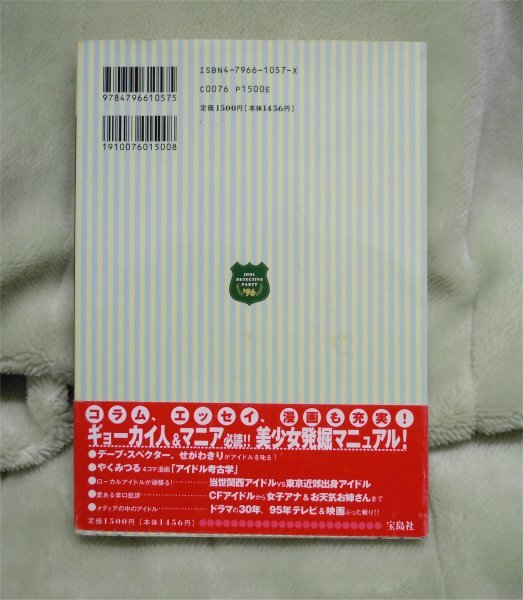 ISBN4-7966-1057-X
C0076 P1500E
定価1500円[本体1456円]
9784796610575
1910076015008
IDOL
DETECTIVE
PARTY
'96
コラム、エッセイ、漫画も充実!
ギョーカイ人&マニア必読!! 美少女発掘マニュアル!
●デーブ・スペクター、せがわきりがアイドルを叱る!
●やくみつる4コマ漫画「アイドル考古学」
●ローカルアイドルが頑張る!…………当世関西アイドルvs東京近郊出身アイドル
●愛ある辛口批評…………CFアイドルから女子アナ&お天気お姉さんまで
●メディアの中のアイドル…………ドラマの30年、95年テレビ&映画ぶった斬り!!
定価1500円[本体1456円]
宝島社